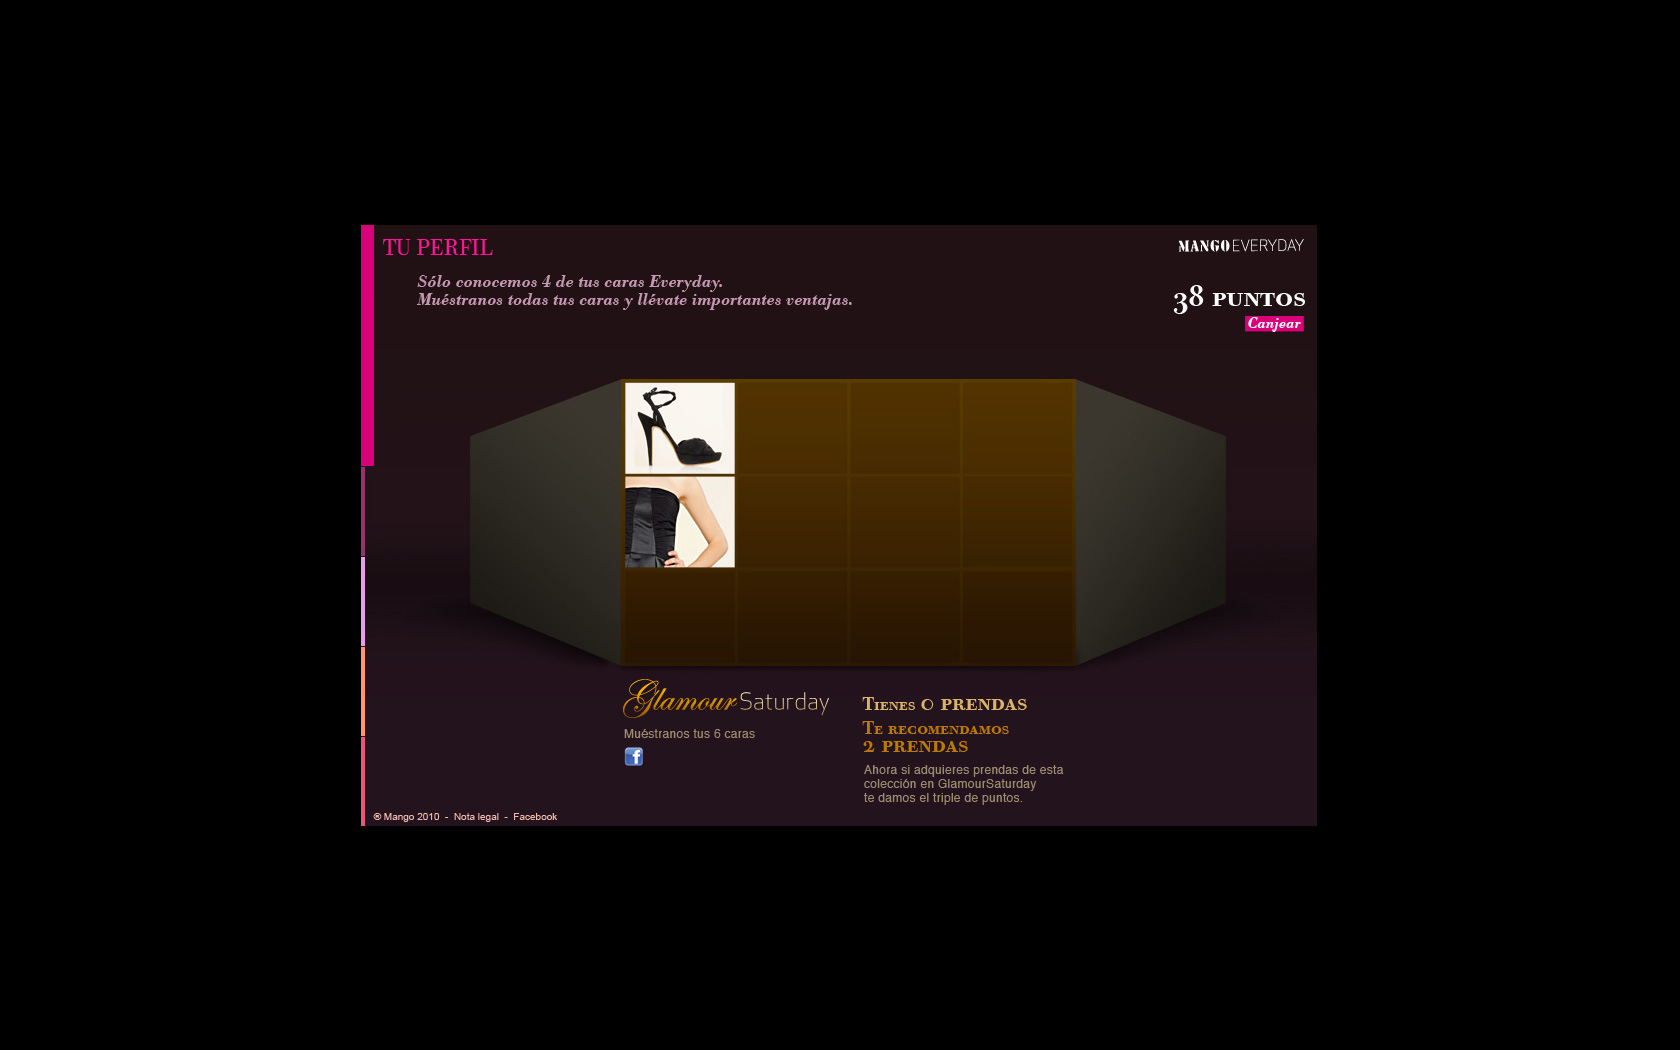 TU PERFIL
MANGO EVERYDAY
Sólo conocemos 4 de tus caras Everyday.
Muéstranos todas tus caras y llévate importantes ventajas.
38 PUNTOS
Canjear
Glamour Saturday
Muéstranos tus 6 caras
f
TIENES 0 PRENDAS
TE RECOMENDAMOS
2 PRENDAS
Ahora si adquieres prendas de esta
colección en GlamourSaturday
te damos el triple de puntos.
® Mango 2010 - Nota legal - Facebook